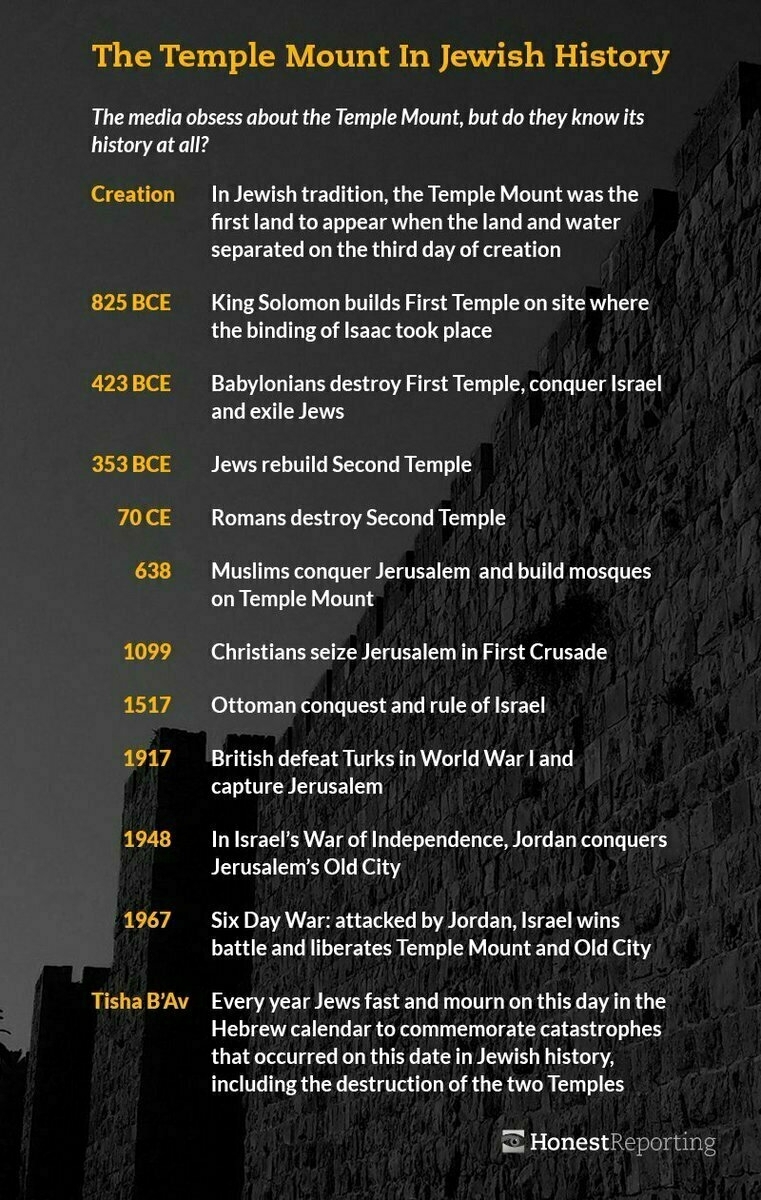 The Temple Mount In Jewish History
The media obsess about the Temple Mount, but do they know its
history at all?
Creation In Jewish tradition, the Temple Mount was the
first land to appear when the land and water
separated on the third day of creation
825 BCE King Solomon builds First Temple on site where
the binding of Isaac took place
423 BCE Babylonians destroy First Temple, conquer Israel
and exile Jews
353 BCE Jews rebuild Second Temple
70 CE Romans destroy Second Temple
638 Muslims conquer Jerusalem and build mosques
on Temple Mount
1099 Christians seize Jerusalem in First Crusade
1517 Ottoman conquest and rule of Israel
1917 British defeat Turks in World War I and
capture Jerusalem
1948 In Israel's War of Independence, Jordan conquers
Jerusalem's Old City
1967 Six Day War: attacked by Jordan, Israel wins
battle and liberates Temple Mount and Old City
Tisha B'Av Every year Jews fast and mourn on this day in the
Hebrew calendar to commemorate catastrophes
that occurred on this date in Jewish history,
including the destruction of the two Temples
HonestReporting